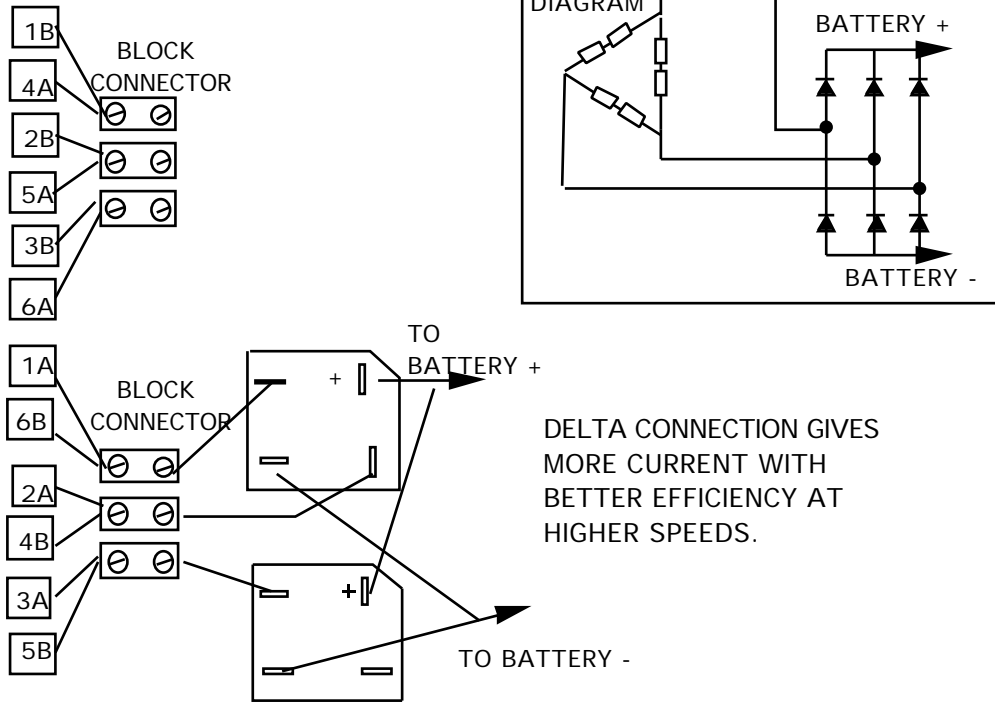 1B
4A
2B
5A
3B
6A
BLOCK
CONNECTOR
DIAGRAM
BATTERY +
BATTERY -
1A
6B
2A
4B
3A
5B
BLOCK
CONNECTOR
+
TO
BATTERY +
+
TO BATTERY -
DELTA CONNECTION GIVES
MORE CURRENT WITH
BETTER EFFICIENCY AT
HIGHER SPEEDS.